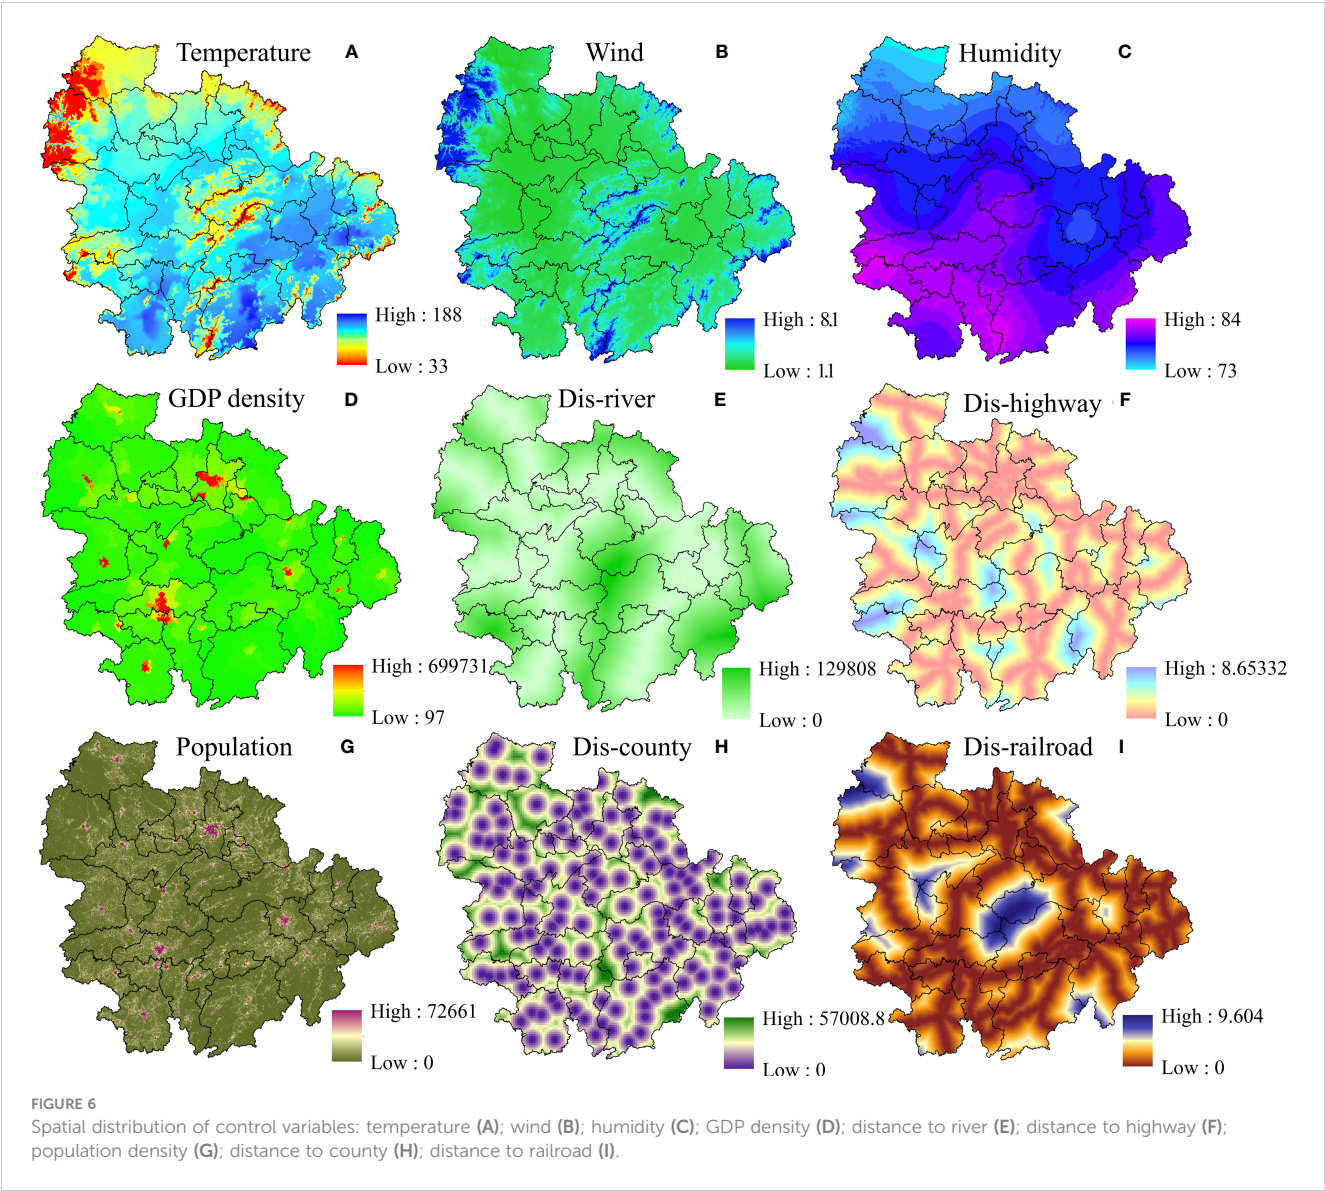 Temperature A
High : 188
Low : 33
Wind B
High : 8.1
Low : 1.1
Humidity C
High : 84
Low : 73
GDP density D
High : 699731
Low : 97
Dis-river E
High : 129808
Low : 0
Dis-highway F
High : 8.65332
Low : 0
Population G
High : 72661
Low : 0
Dis-county H
High : 57008.8
Low : 0
Dis-railroad I
High : 9.604
Low : 0
FIGURE 6
Spatial distribution of control variables: temperature (A); wind (B); humidity (C); GDP density (D); distance to river (E); distance to highway (F);
population density (G); distance to county (H); distance to railroad (I).